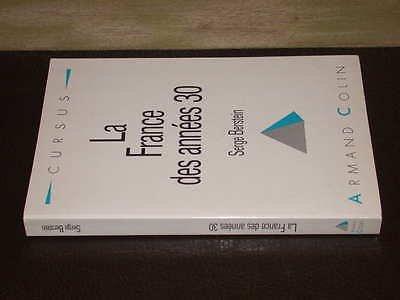 CURSUS
La
France
des années 30
Serge Berstein
ARMAND COLIN
Serge Berstein
La France des années 30